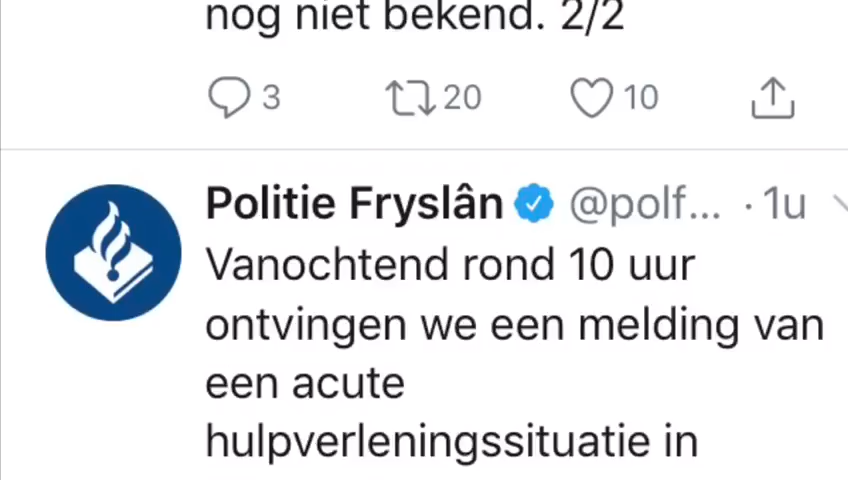 nog niet bekend. 2/2
3 20 10
Politie Fryslân @polf... · 1u
Vanochtend rond 10 uur
ontvingen we een melding van
een acute
hulpverleningssituatie in